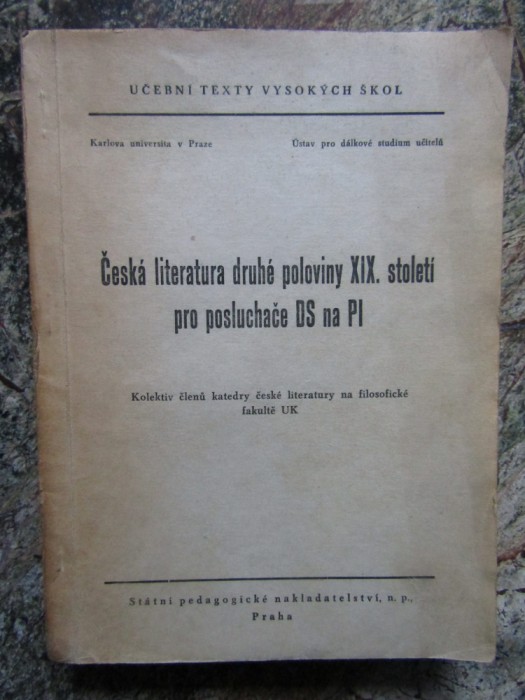 UČEBNÍ TEXTY VYSOKÝCH ŠKOL
Karlova universita v Praze
Ústav pro dálkové studium učitelů
Česká literatura druhé poloviny XIX. století
pro posluchače DS na PI
Kolektiv členů katedry české literatury na filosofické
fakultě UK
Státní pedagogické nakladatelství, n. p.,
Praha